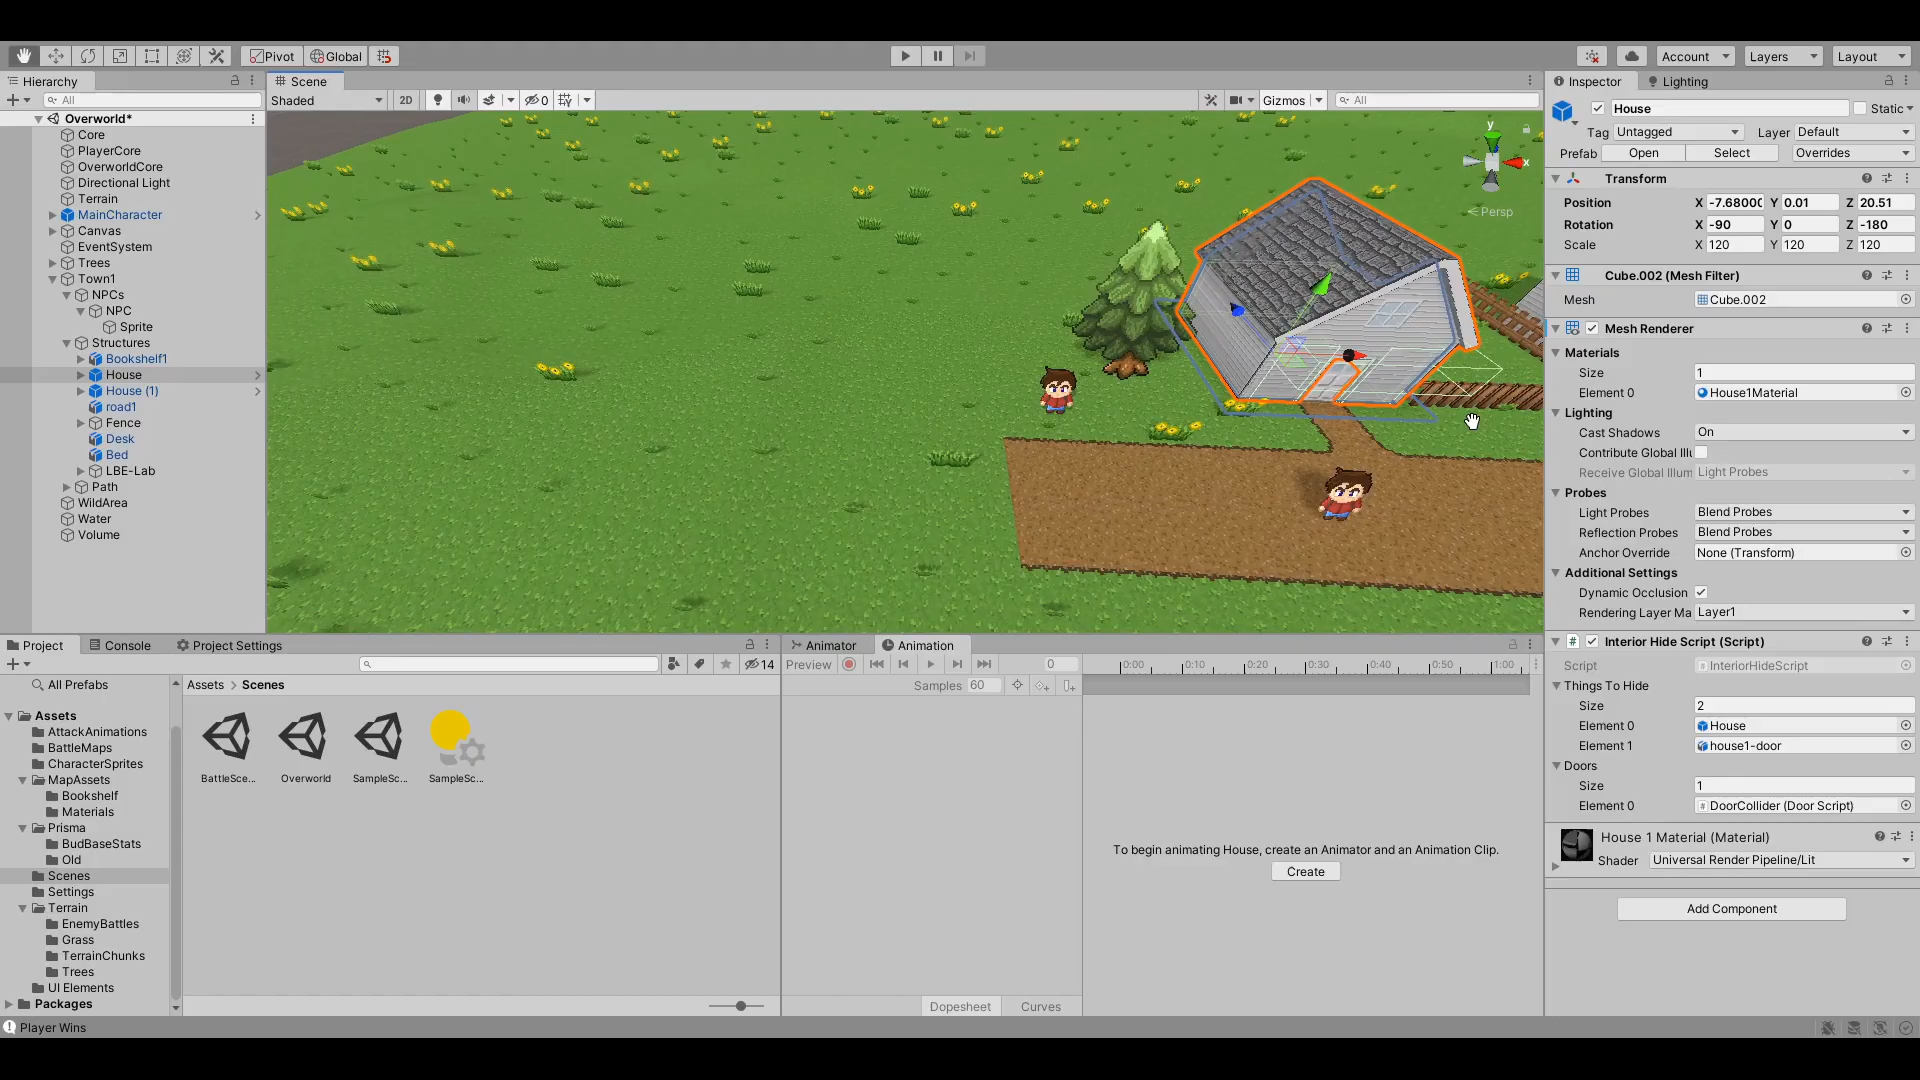 Pivot
Global
Account
Layers
Layout
Hierarchy
All
Overworld*
Core
PlayerCore
OverworldCore
Directional Light
Terrain
MainCharacter
Canvas
EventSystem
Trees
Town1
NPCs
NPC
Sprite
Structures
Bookshelf1
House
House (1)
road1
Fence
Desk
Bed
LBE-Lab
Path
WildArea
Water
Volume
Scene
Shaded
2D
0
Gizmos
All
y
x
Persp
Inspector
Lighting
House
Static
Tag Untagged
Layer Default
Prefab Open Select Overrides
Transform
Position X -7.6800( Y 0.01 Z 20.51
Rotation X -90 Y 0 Z -180
Scale X 120 Y 120 Z 120
Cube.002 (Mesh Filter)
Mesh Cube.002
Mesh Renderer
Materials
Size 1
Element 0 House1Material
Lighting
Cast Shadows On
Contribute Global Illu
Receive Global Illum Light Probes
Probes
Light Probes Blend Probes
Reflection Probes Blend Probes
Anchor Override None (Transform)
Additional Settings
Dynamic Occlusion
Rendering Layer Ma Layer1
Interior Hide Script (Script)
Script InteriorHideScript
Things To Hide
Size 2
Element 0 House
Element 1 house1-door
Doors
Size 1
Element 0 DoorCollider (Door Script)
House 1 Material (Material)
Shader Universal Render Pipeline/Lit
Add Component
Project
Console
Project Settings
14
All Prefabs
Assets
AttackAnimations
BattleMaps
CharacterSprites
MapAssets
Bookshelf
Materials
Prisma
BudBaseStats
Old
Scenes
Settings
Terrain
EnemyBattles
Grass
TerrainChunks
Trees
UI Elements
Packages
Assets > Scenes
BattleSce...
Overworld
SampleSc...
SampleSc...
Animator
Animation
Preview
0
0:00 0:10 0:20 0:30 0:40 0:50 1:00
Samples 60
To begin animating House, create an Animator and an Animation Clip.
Create
Dopesheet
Curves
Player Wins